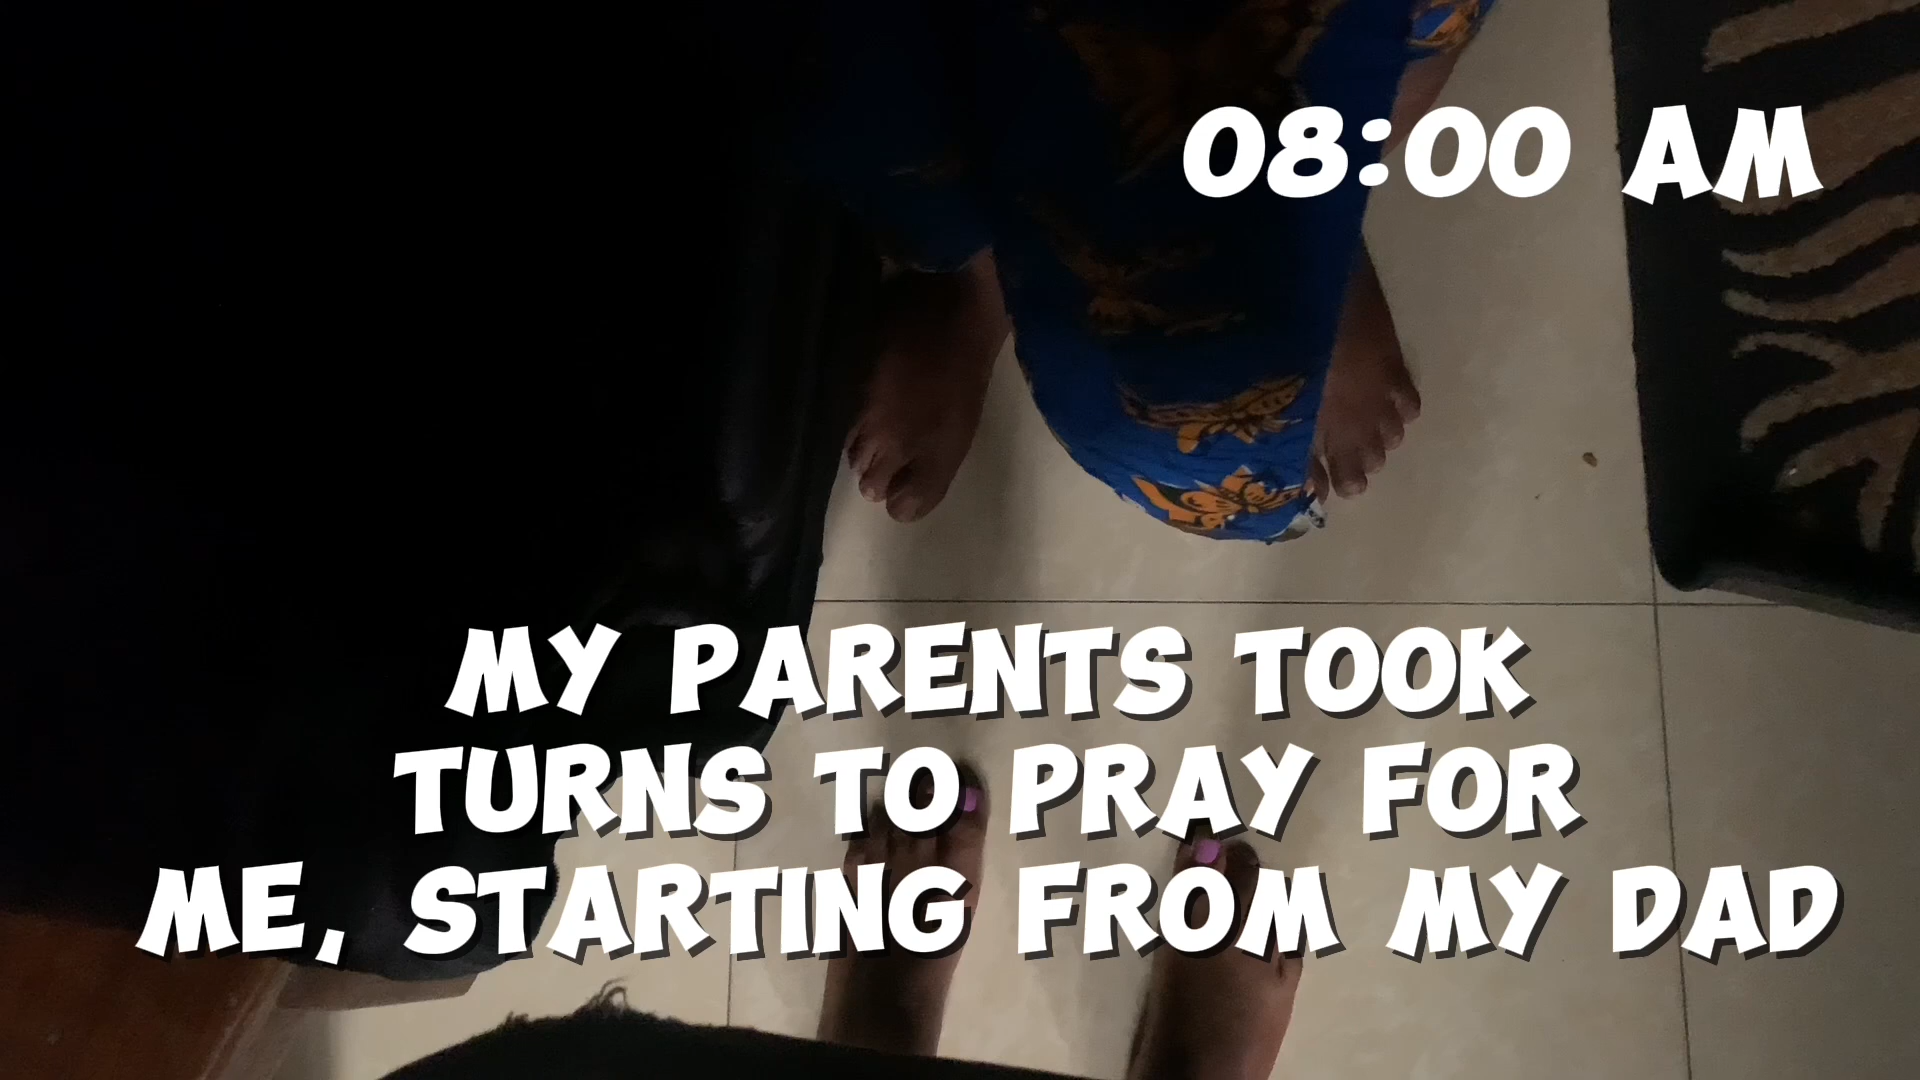 08:00 AM
MY PARENTS TOOK
TURNS TO PRAY FOR
ME, STARTING FROM MY DAD